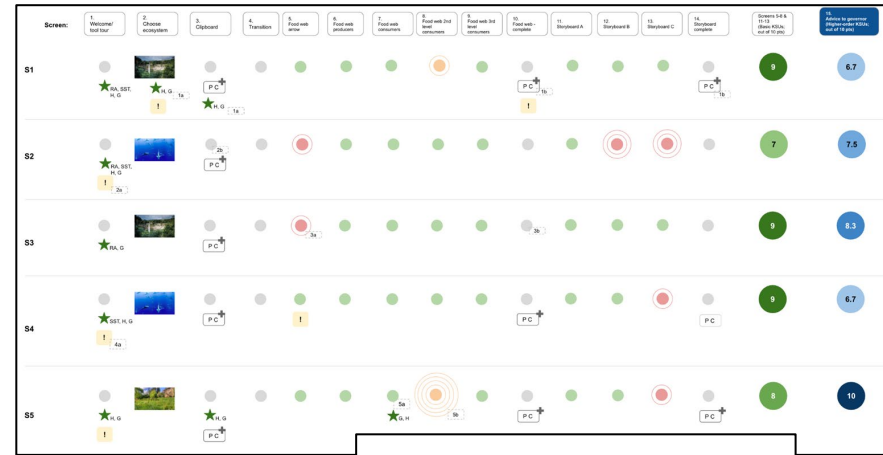 Screen:
1.
Welcome/
tool tour
2.
Choose
ecosystem
3.
Clipboard
4.
Transition
5.
Food web
arrow
6.
Food web
producers
7.
Food web
consumers
8.
Food web 2nd
level
consumers
9.
Food web 3rd
level
consumers
10.
Food web -
complete
11.
Storyboard A
12.
Storyboard B
13.
Storyboard C
14.
Storyboard
complete
Screens 5-8 &
11-13
(Basic KSUs,
out of 10 pts)
15.
Advice to governor
(Higher-order KSUs;
out of 10 pts)
S1
RA, SST,
H, G
H, G
1a
!
P C
H, G
1a
P C
1b
!
P C
1b
9
6.7
S2
RA, SST,
H, G
!
2a
2b
P C
7
7.5
S3
RA, G
P C
3a
3b
9
8.3
S4
SST, H, G
!
4a
P C
!
P C
P C
9
6.7
S5
H, G
!
H, G
P C
5a
G, H
5b
P C
P C
8
10